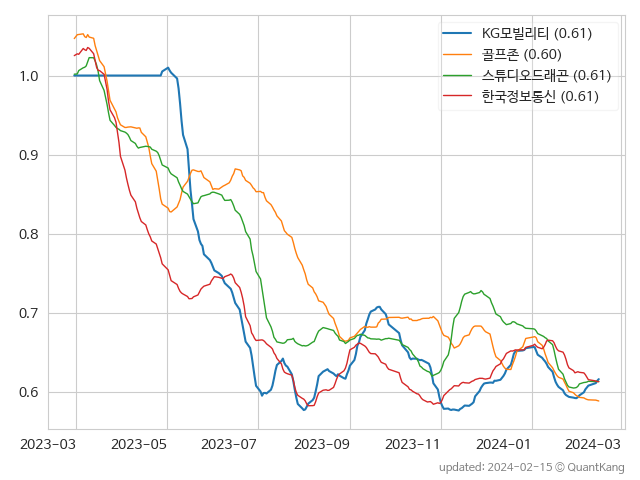 KG모빌리티 (0.61)
골프존 (0.60)
스튜디오드래곤 (0.61)
한국정보통신 (0.61)
1.0
0.9
0.8
0.7
0.6
2023-03 2023-05 2023-07 2023-09 2023-11 2024-01 2024-03
updated: 2024-02-15 © QuantKang